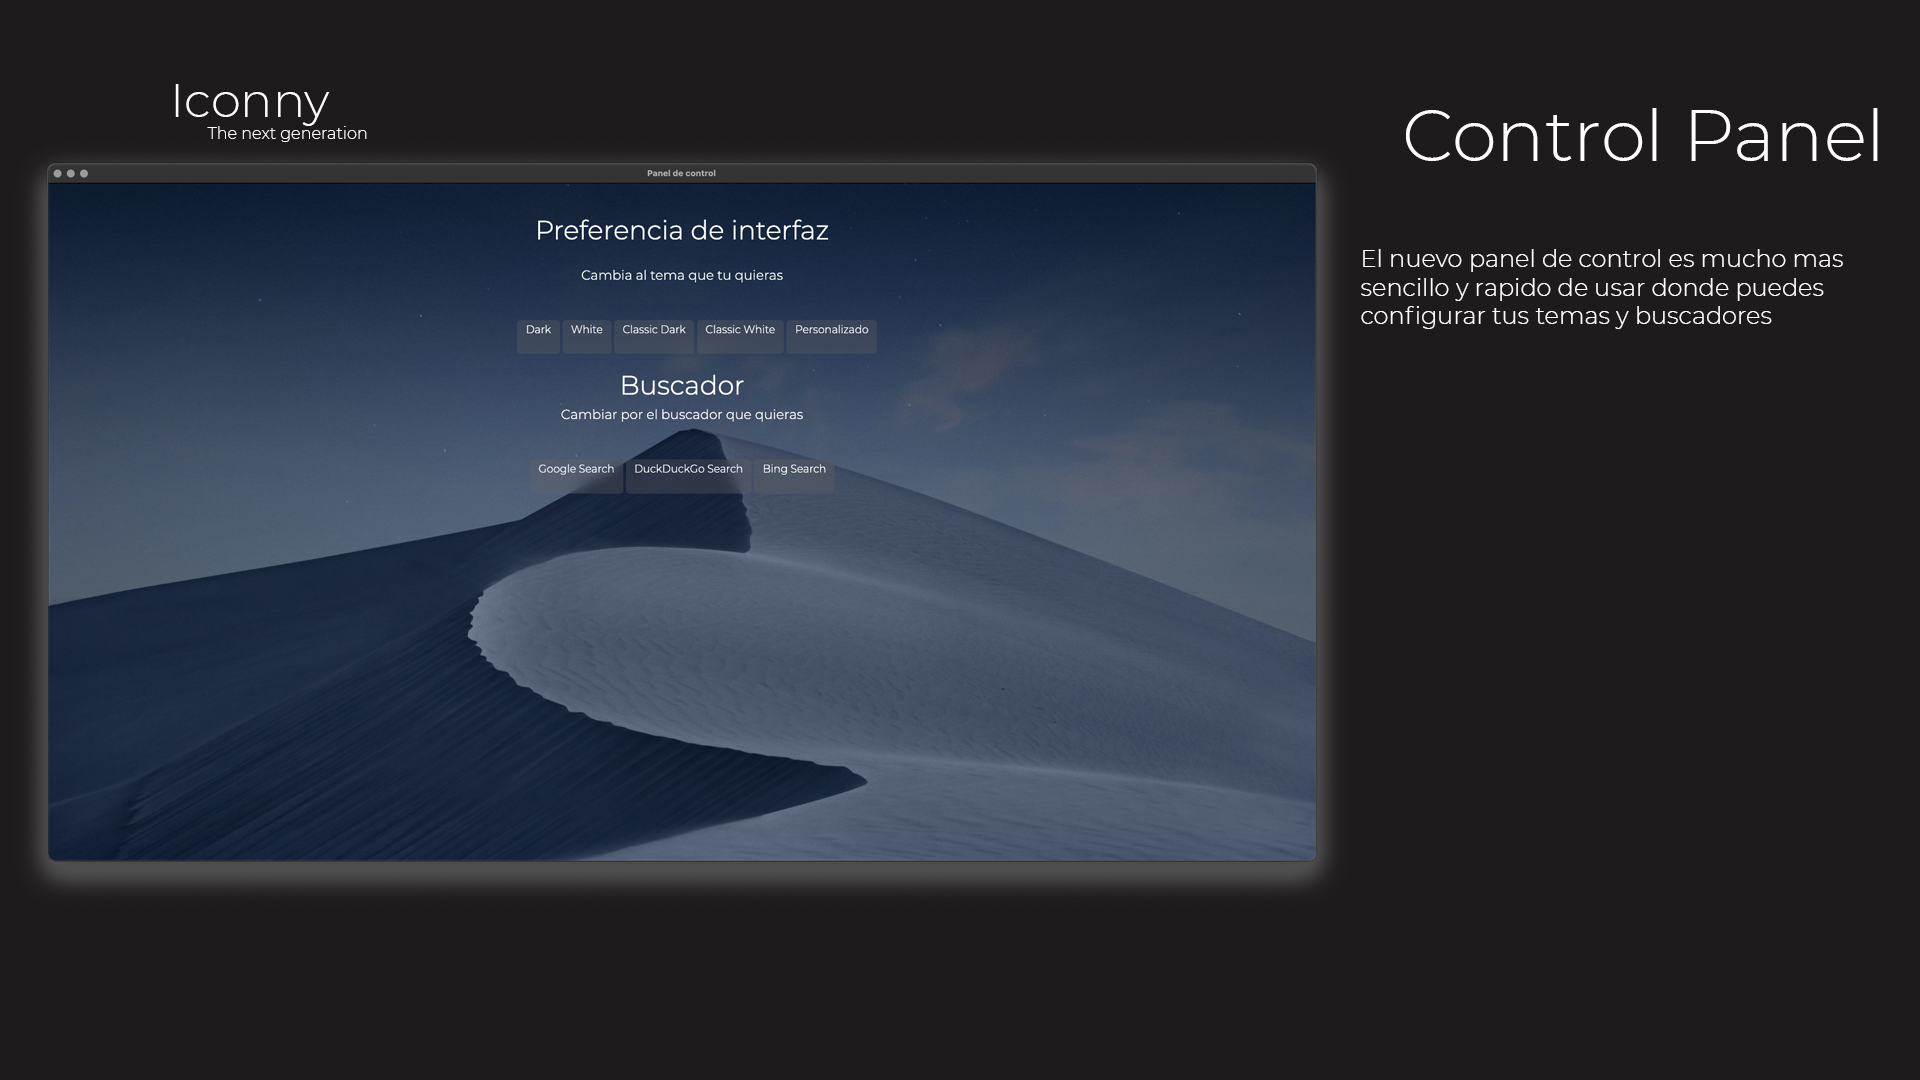 Iconny
The next generation
Control Panel
Panel de control
Preferencia de interfaz
Cambia al tema que tu quieras
Dark White Classic Dark Classic White Personalizado
Buscador
Cambiar por el buscador que quieras
Google Search DuckDuckGo Search Bing Search
El nuevo panel de control es mucho mas
sencillo y rapido de usar donde puedes
configurar tus temas y buscadores